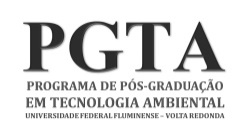 PGTA
PROGRAMA DE PÓS-GRADUAÇÃO
EM TECNOLOGIA AMBIENTAL
UNIVERSIDADE FEDERAL FLUMINENSE – VOLTA REDONDA